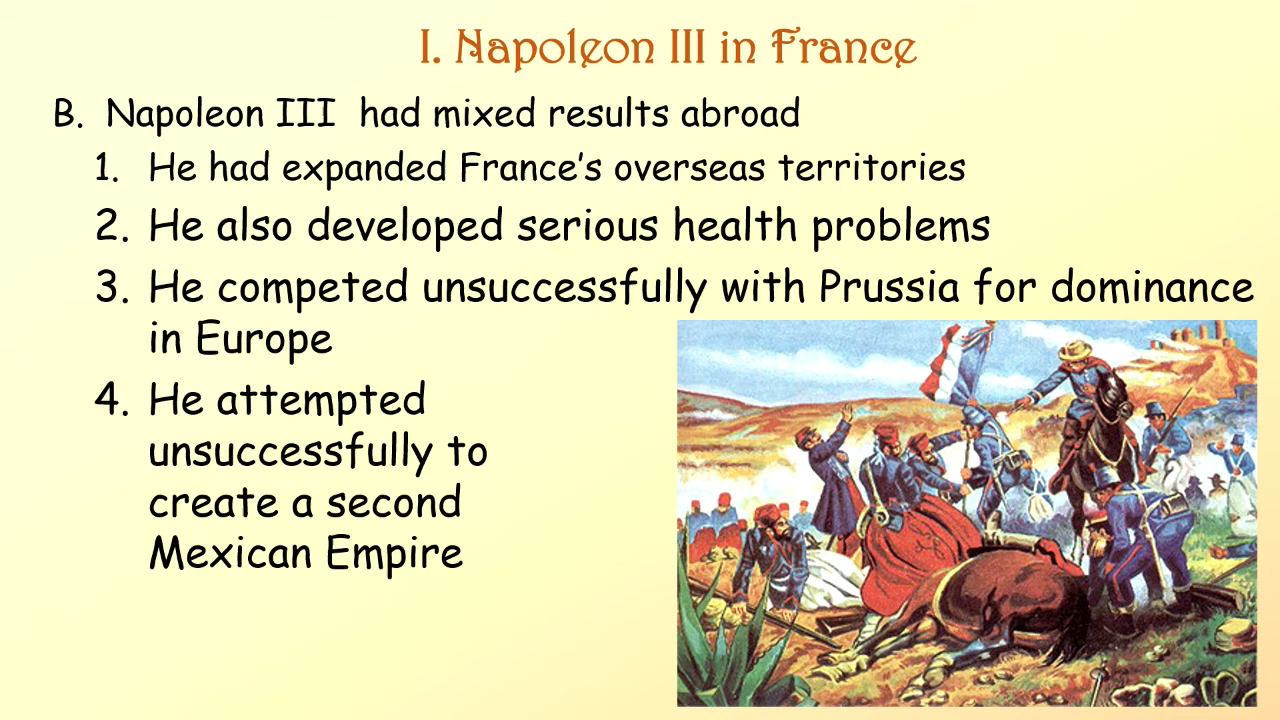 I. Napoleon III in France
B. Napoleon III had mixed results abroad
1. He had expanded France's overseas territories
2. He also developed serious health problems
3. He competed unsuccessfully with Prussia for dominance
in Europe
4. He attempted
unsuccessfully to
create a second
Mexican Empire